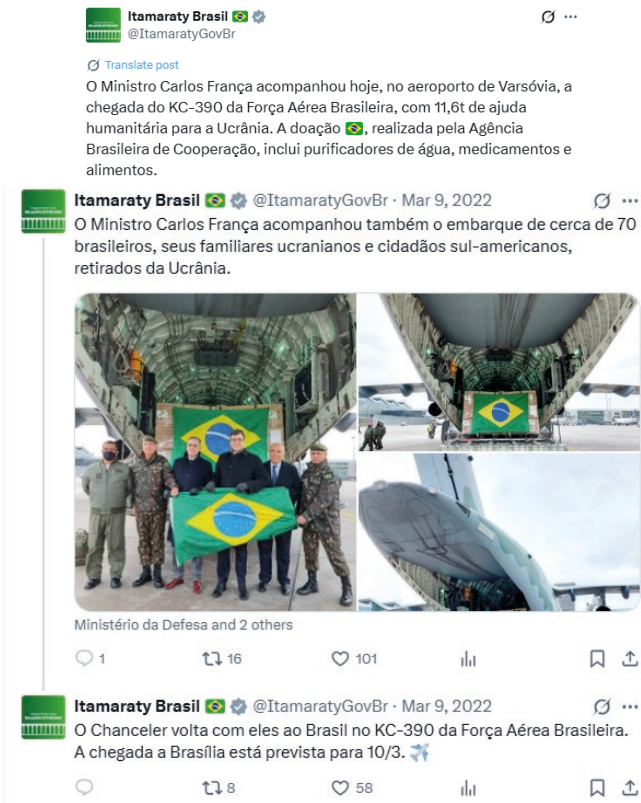 Itamaraty Brasil 🇧🇷
@ItamaratyGovBr
Translate post
O Ministro Carlos França acompanhou hoje, no aeroporto de Varsóvia, a
chegada do KC-390 da Força Aérea Brasileira, com 11,6t de ajuda
humanitária para a Ucrânia. A doação 🇧🇷, realizada pela Agência
Brasileira de Cooperação, inclui purificadores de água, medicamentos e
alimentos.
Itamaraty Brasil 🇧🇷 @ItamaratyGovBr · Mar 9, 2022
O Ministro Carlos França acompanhou também o embarque de cerca de 70
brasileiros, seus familiares ucranianos e cidadãos sul-americanos,
retirados da Ucrânia.
Ministério da Defesa and 2 others
1 16 101
Itamaraty Brasil 🇧🇷 @ItamaratyGovBr · Mar 9, 2022
O Chanceler volta com eles ao Brasil no KC-390 da Força Aérea Brasileira.
A chegada a Brasília está prevista para 10/3. ✈️
8 58